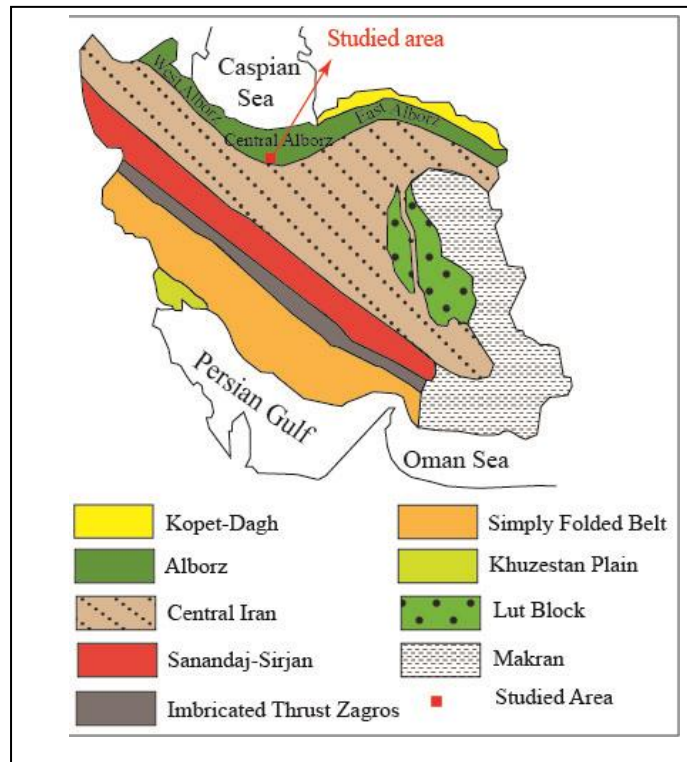 Studied area
Caspian
Sea
West Alborz
Central Alborz
East Alborz
Persian Gulf
Oman Sea
Kopet-Dagh
Alborz
Central Iran
Sanandaj-Sirjan
Imbricated Thrust Zagros
Simply Folded Belt
Khuzestan Plain
Lut Block
Makran
Studied Area